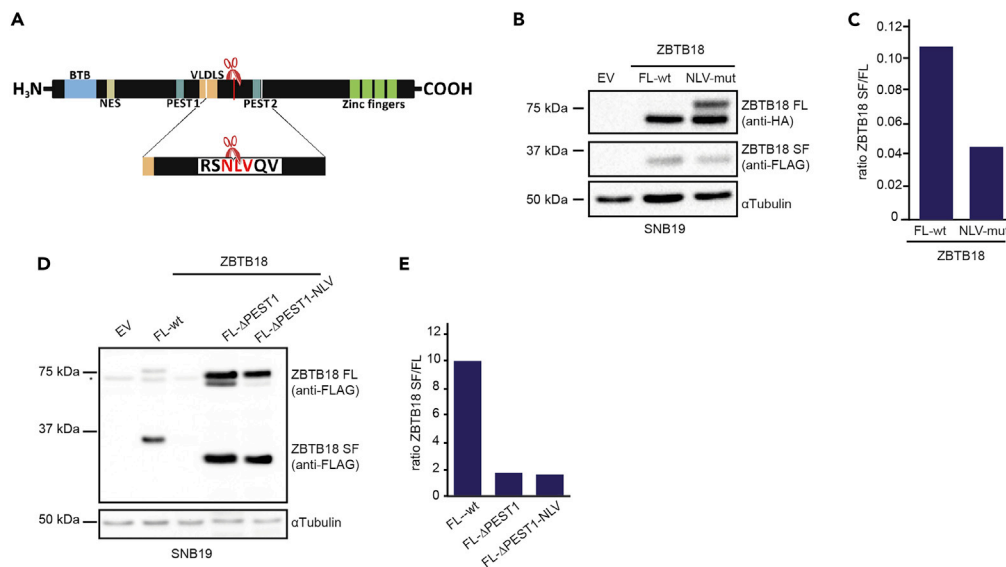 A
H3N
BTB
VLDLS
COOH
NES
PEST1
PEST2
Zinc fingers
RSNLVQV
B
ZBTB18
EV
FL-wt
NLV-mut
75 kDa
ZBTB18 FL
(anti-HA)
37 kDa
ZBTB18 SF
(anti-FLAG)
50 kDa
αTubulin
SNB19
C
ratio ZBTB18 SF/FL
0.12
0.10
0.08
0.06
0.04
0.02
0
FL-wt
NLV-mut
ZBTB18
D
ZBTB18
EV
FL-wt
FL-ΔPEST1
FL-ΔPEST1-NLV
75 kDa
*
ZBTB18 FL
(anti-FLAG)
37 kDa
ZBTB18 SF
(anti-FLAG)
50 kDa
αTubulin
SNB19
E
ratio ZBTB18 SF/FL
12
10
8
6
4
2
0
FL--wt
FL-ΔPEST1
FL-ΔPEST1-NLV